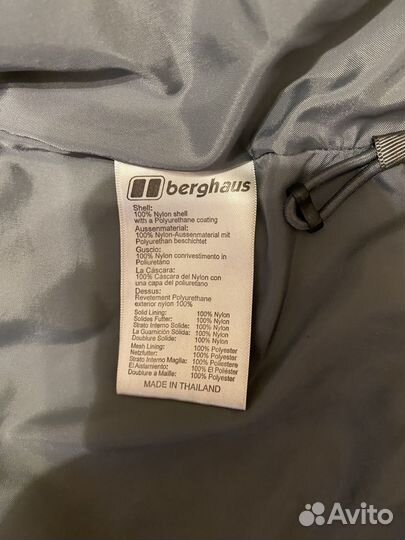 berghaus
Shell:
100% Nylon shell
with a Polyurethane coating
Aussenmaterial:
100% Nylon-Aussenmaterial mit
Polyurethan beschichtet
Guscio:
100% Nylon conrivestimento in
Poliuretáno
La Cáscara:
100% Cáscara del Nylon con
una capa del poliuretano
Dessus:
Revetement Polyurethane
exterior nylon 100%
Solid Lining: 100% Nylon
Solides Futter: 100% Nylon
Strato Interno Solide: 100% Nylon
La Guarnición Sólida: 100% Nylon
Doublure Solide: 100% Nylon
Mesh Lining: 100% Polyester
Netzfutter: 100% Polyester
Strato Interno Maglia: 100% Poliestere
El Aislamiento: 100% El Poliéster
Doublure a Maille: 100% Polyester
MADE IN THAILAND
Avito